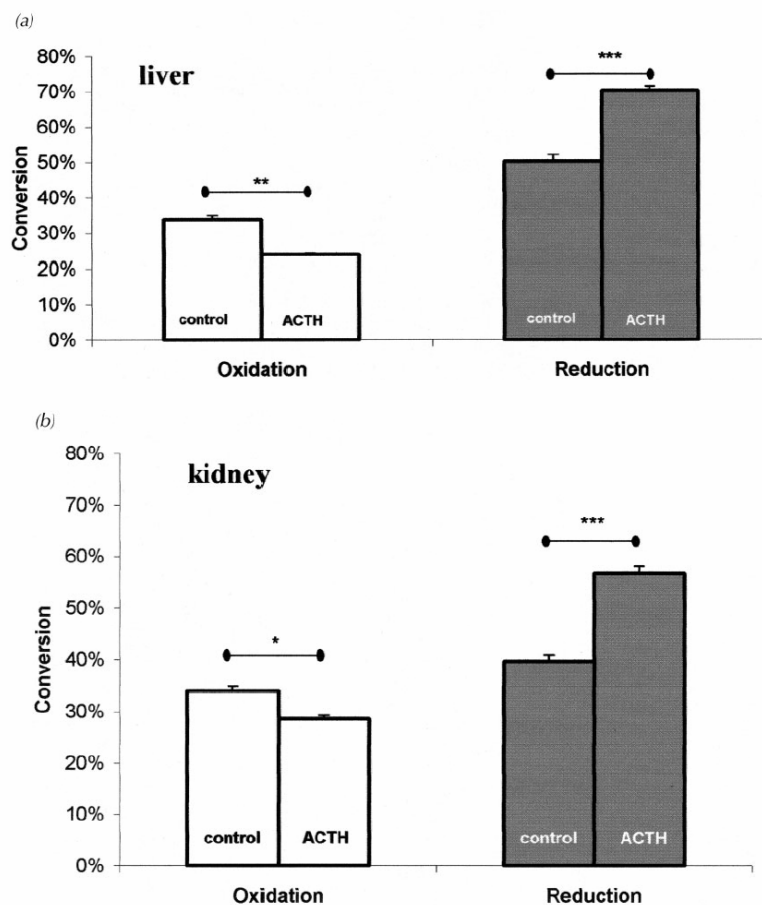 (a)
80%
liver
***
70%
60%
50%
Conversion
**
40%
30%
20%
10%
control ACTH control ACTH
0%
Oxidation Reduction
(b)
80%
kidney
70%
***
60%
50%
Conversion
*
40%
30%
20%
10%
control ACTH control ACTH
0%
Oxidation Reduction